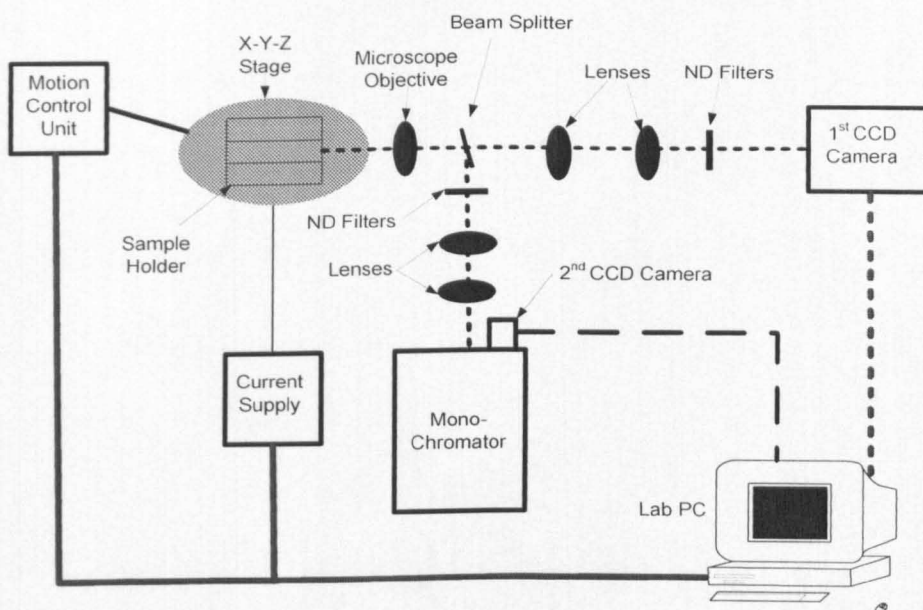 Beam Splitter
X-Y-Z
Stage
Microscope
Objective
Lenses
ND Filters
Motion
Control
Unit
1st CCD
Camera
ND Filters
Sample
Holder
Lenses
2nd CCD Camera
Current
Supply
Mono-
Chromator
Lab PC